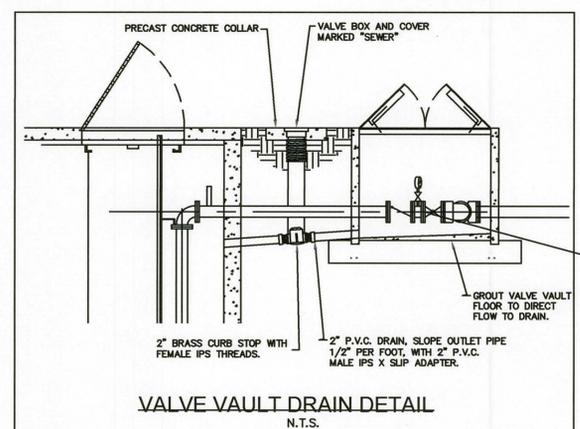 PRECAST CONCRETE COLLAR
VALVE BOX AND COVER
MARKED "SEWER"
GROUT VALVE VAULT
FLOOR TO DIRECT
FLOW TO DRAIN.
2" BRASS CURB STOP WITH
FEMALE IPS THREADS.
2" P.V.C. DRAIN, SLOPE OUTLET PIPE
1/2" PER FOOT, WITH 2" P.V.C.
MALE IPS X SLIP ADAPTER.
VALVE VAULT DRAIN DETAIL
N.T.S.